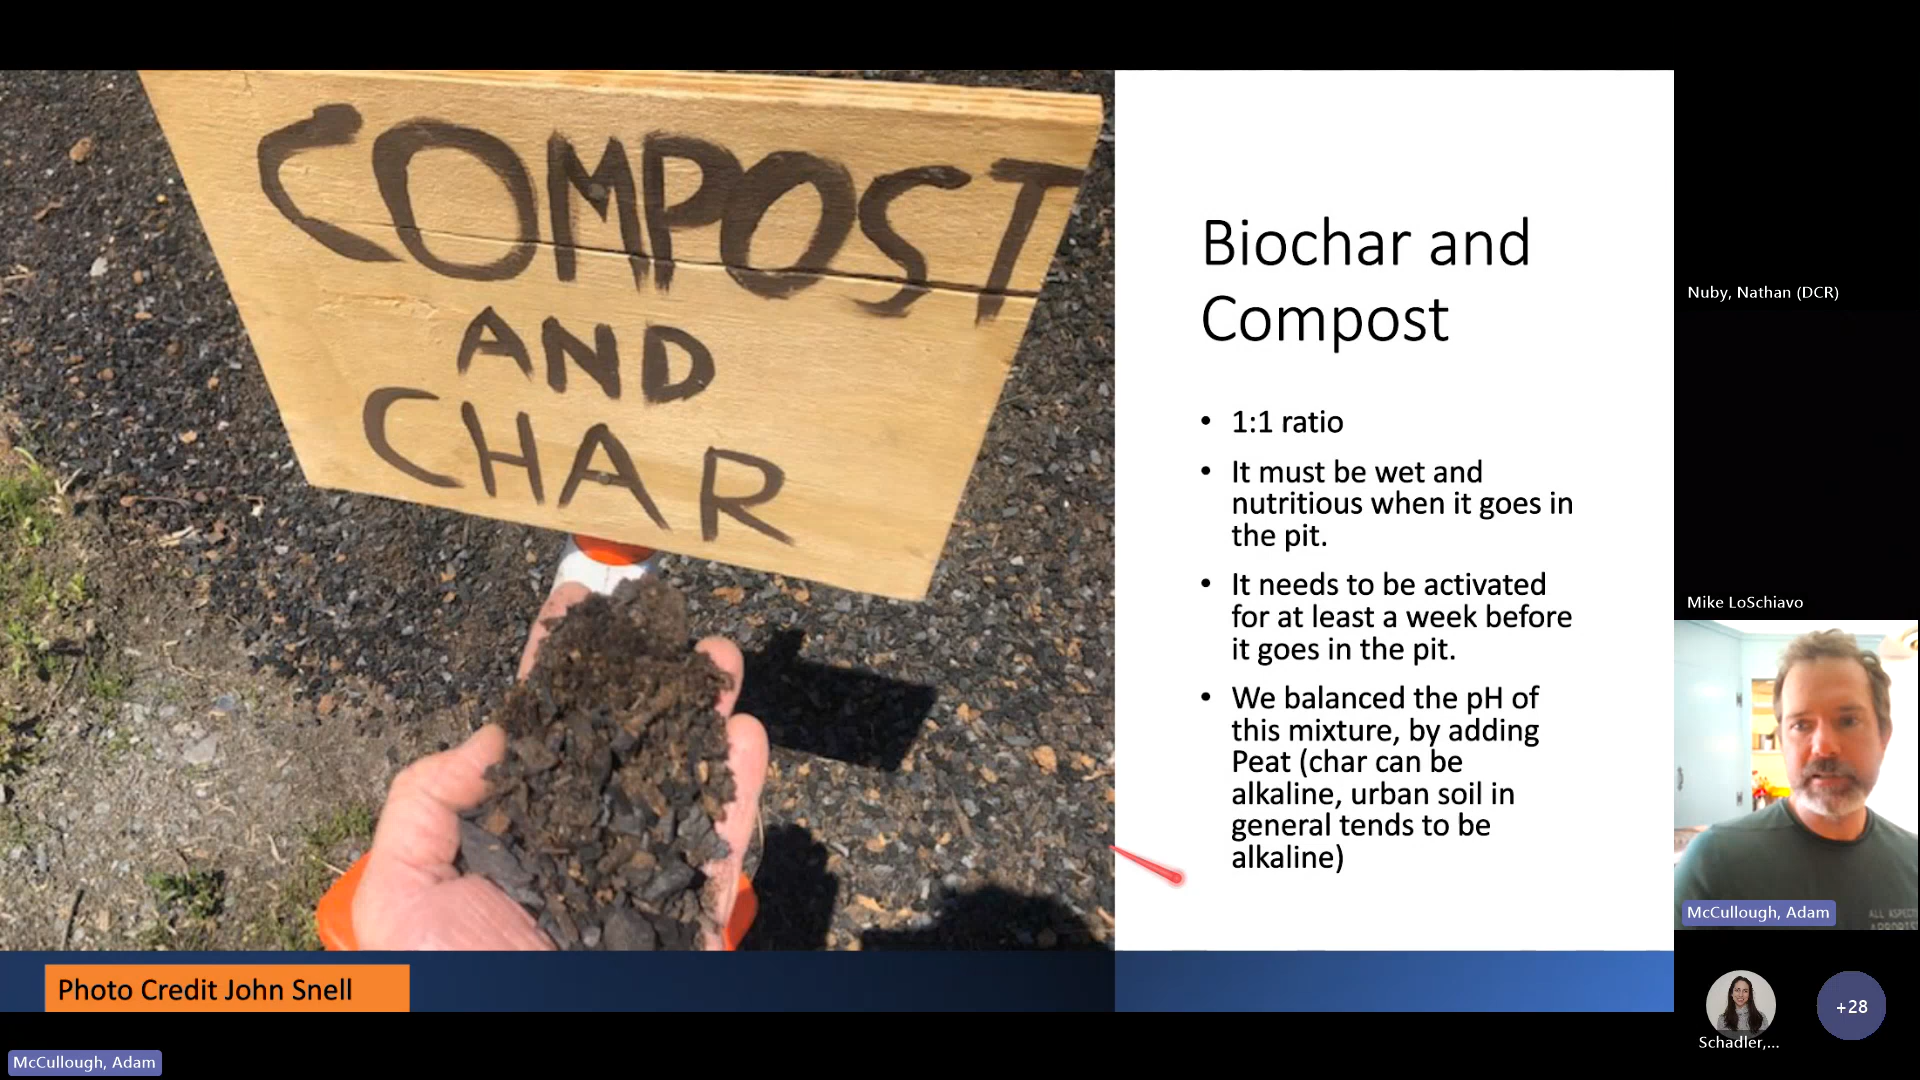 COMPOST
AND
CHAR
Biochar and
Compost
• 1:1 ratio
• It must be wet and
nutritious when it goes in
the pit.
• It needs to be activated
for at least a week before
it goes in the pit.
• We balanced the pH of
this mixture, by adding
Peat (char can be
alkaline, urban soil in
general tends to be
alkaline)
Photo Credit John Snell
McCullough, Adam
Nuby, Nathan (DCR)
Mike LoSchiavo
ALL ASPECT
ARBORIS
McCullough, Adam
Schadler,...
+28